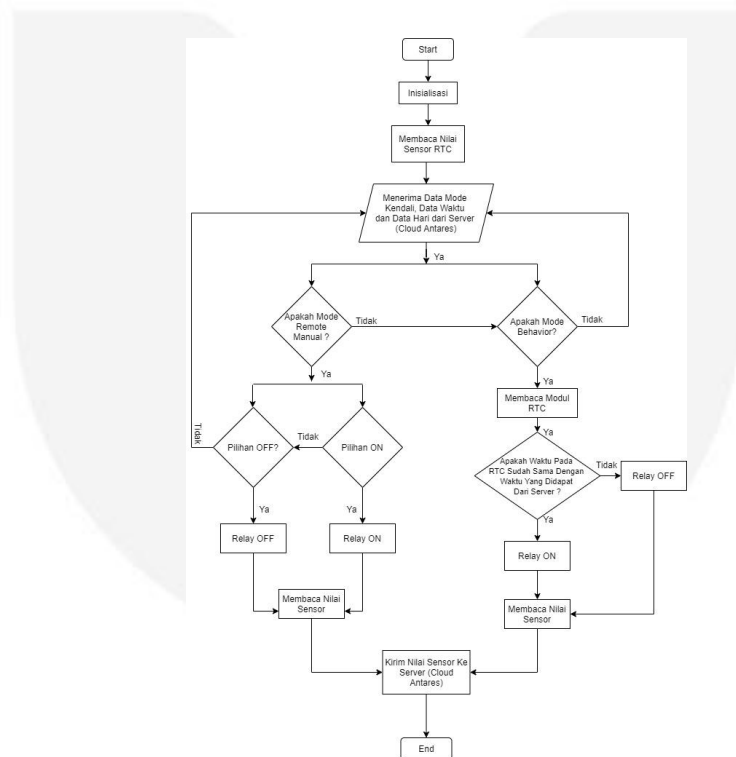 Start
Inisialisasi
Membaca Nilai
Sensor RTC
Menerima Data Mode
Kendali, Data Waktu
dan Data Hari dari Server
(Cloud Antares)
Ya
Apakah Mode
Remote
Manual ?
Tidak
Apakah Mode
Behavior?
Tidak
Ya
Ya
Membaca Modul
RTC
Ya
Tidak
Pilihan OFF?
Tidak
Pilihan ON
Apakah Waktu Pada
RTC Sudah Sama Dengan
Waktu Yang Didapat
Dari Server ?
Tidak
Relay OFF
Ya
Ya
Ya
Relay OFF
Relay ON
Relay ON
Membaca Nilai
Sensor
Membaca Nilai
Sensor
Kirim Nilai Sensor Ke
Server (Cloud
Antares)
End